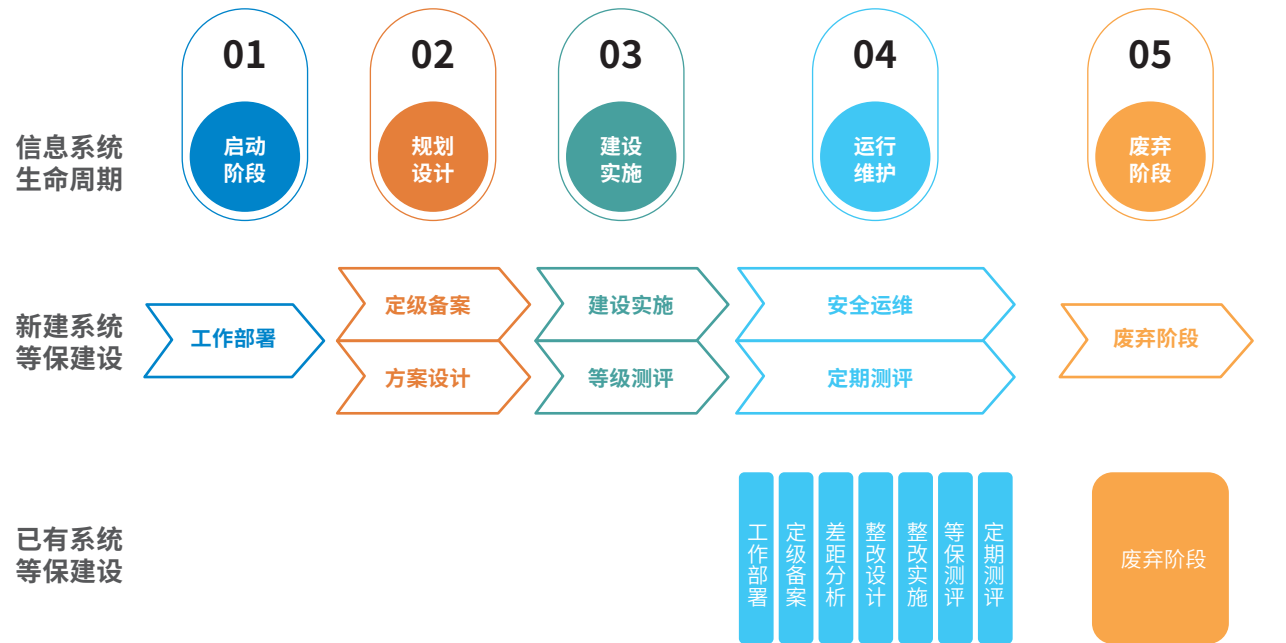 01
02
03
04
05
信息系统
生命周期
启动
阶段
规划
设计
建设
实施
运行
维护
废弃
阶段
新建系统
等保建设
工作部署
定级备案
方案设计
建设实施
等级测评
安全运维
定期测评
废弃阶段
已有系统
等保建设
工作部署
定级备案
差距分析
整改设计
整改实施
等保测评
定期测评
废弃阶段